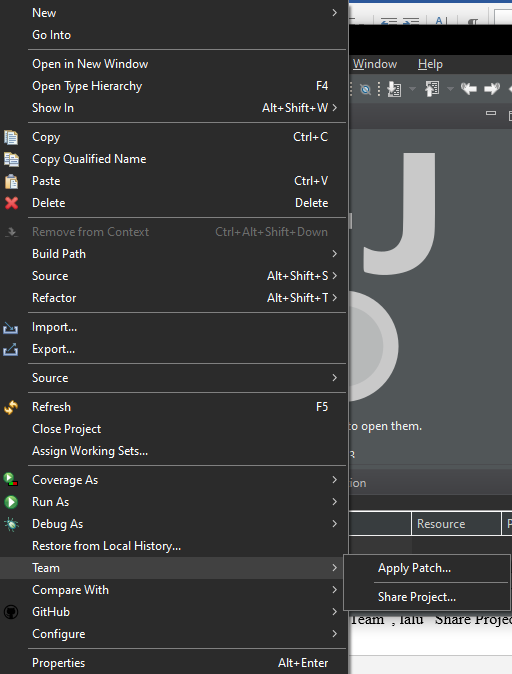 New
Go Into
Open in New Window
Open Type Hierarchy F4
Show In Alt+Shift+W
Copy Ctrl+C
Copy Qualified Name
Paste Ctrl+V
Delete Delete
Remove from Context Ctrl+Alt+Shift+Down
Build Path
Source Alt+Shift+S
Refactor Alt+Shift+T
Import...
Export...
Source
Refresh F5
Close Project
Assign Working Sets...
Coverage As
Run As
Debug As
Restore from Local History...
Team
Compare With
GitHub
Configure
Properties Alt+Enter
Window Help
J
to open them.
ion
Resource P
Apply Patch...
Share Project...
Team", lalu "Share Projec